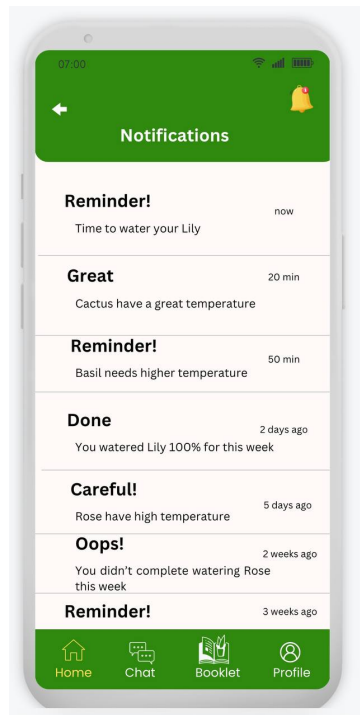 07:00
Notifications
Reminder!
now
Time to water your Lily
Great
20 min
Cactus have a great temperature
Reminder!
50 min
Basil needs higher temperature
Done
2 days ago
You watered Lily 100% for this week
Careful!
5 days ago
Rose have high temperature
Oops!
2 weeks ago
You didn't complete watering Rose
this week
Reminder!
3 weeks ago
Home Chat Booklet Profile